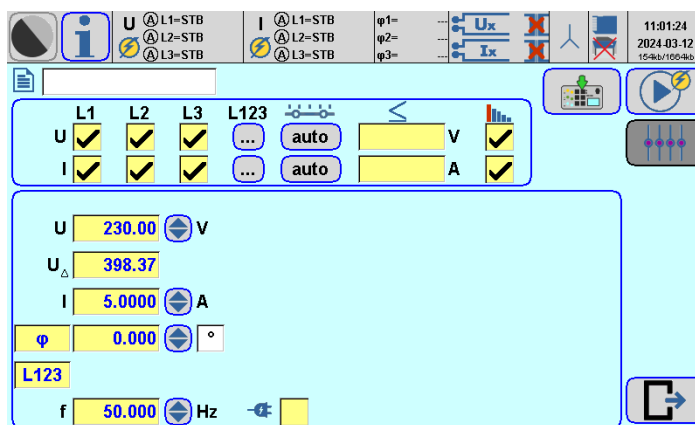 U Ⓐ L1=STB I Ⓐ L1=STB φ1= --- Ux 11:01:24
Ⓐ L2=STB Ⓐ L2=STB φ2= --- 2024-03-12
Ⓐ L3=STB Ⓐ L3=STB φ3= --- Ix 154kb/1664kb
L1 L2 L3 L123 ≤
U ... auto V
I ... auto A
U 230.00 V
U△ 398.37
I 5.0000 A
φ 0.000 °
L123
f 50.000 Hz